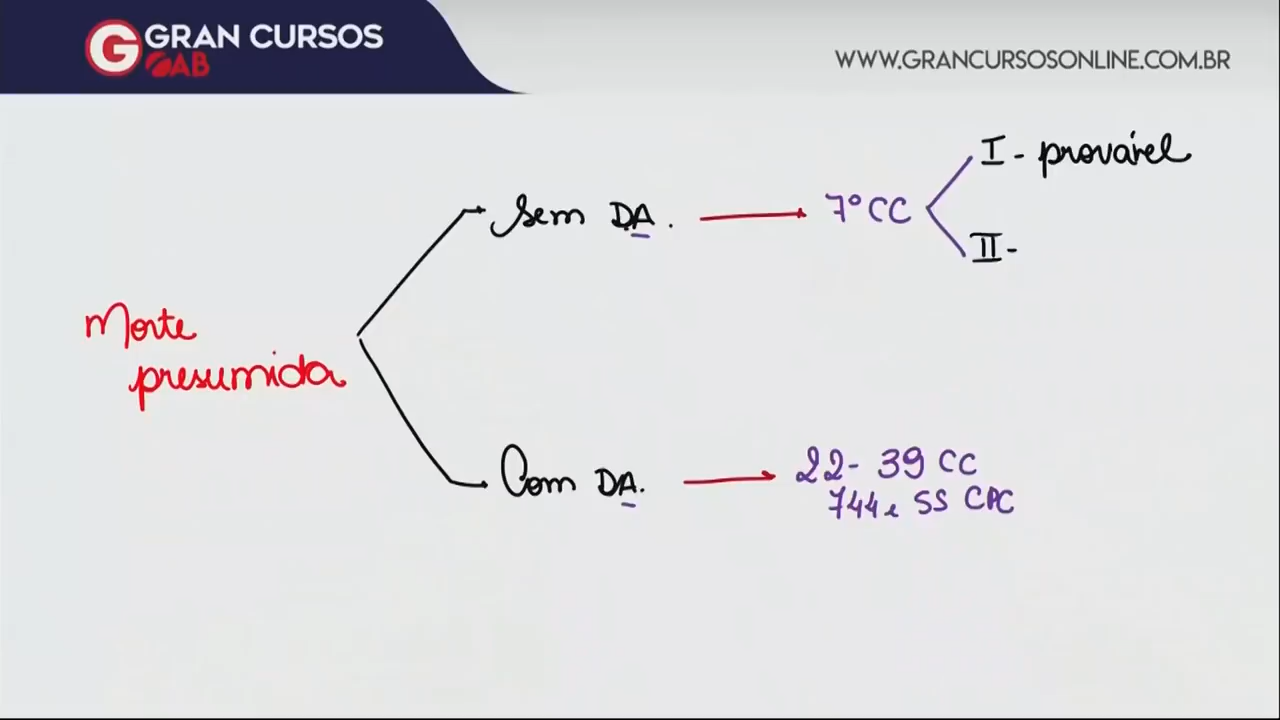 GRAN CURSOS
OAB
WWW.GRANCURSOSONLINE.COM.BR
I - provável
Sem DA. 7º CC
II -
Morte
presumida
Com DA. 22- 39 CC
744 e SS CPC